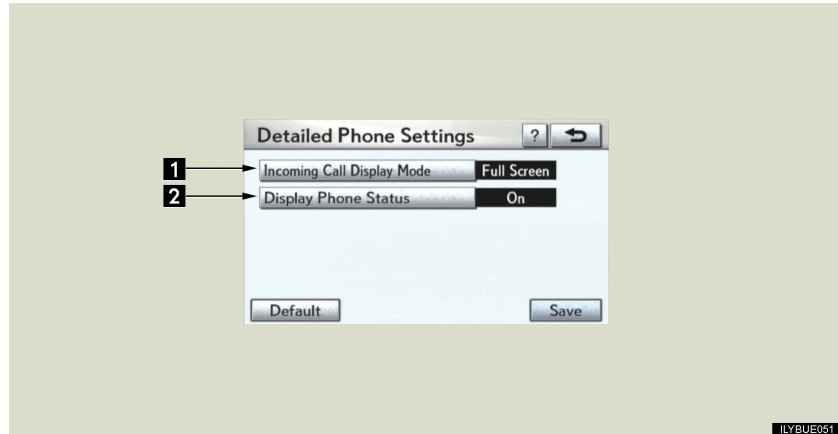 Detailed Phone Settings ?
1 Incoming Call Display Mode Full Screen
2 Display Phone Status On
Default Save
ILYBUE051